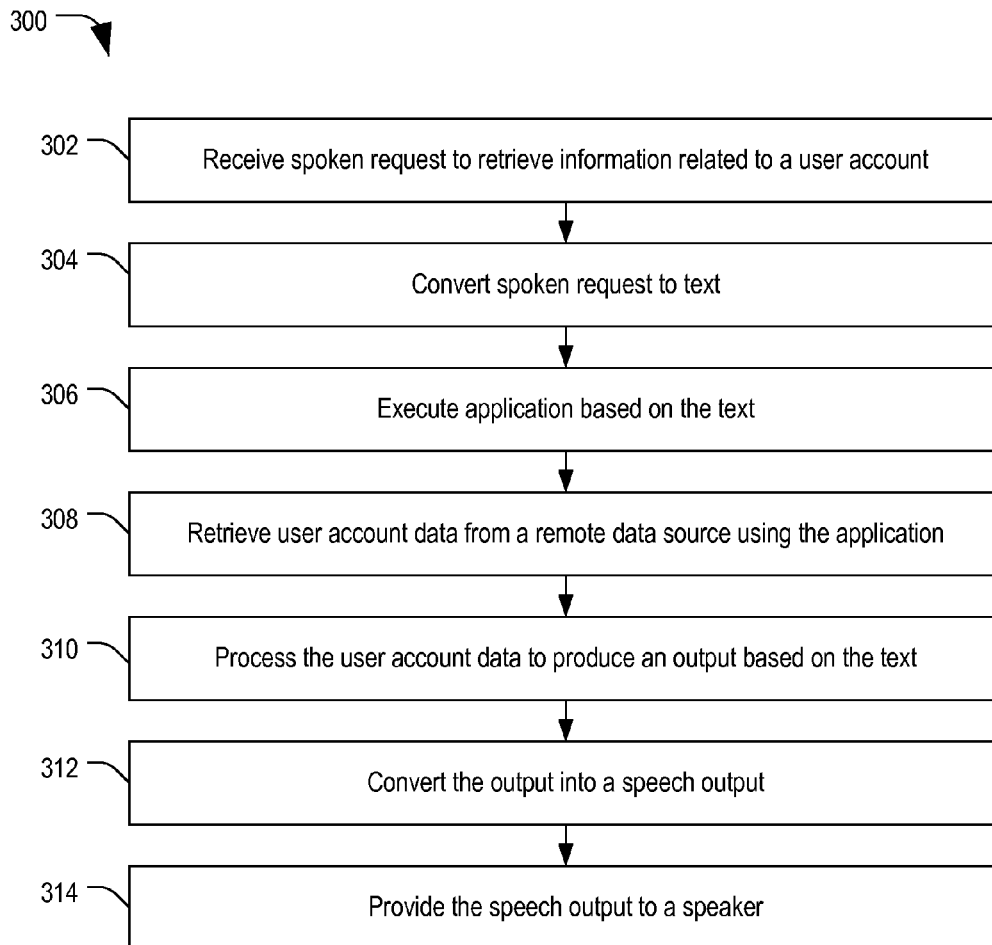 300
302
Receive spoken request to retrieve information related to a user account
304
Convert spoken request to text
306
Execute application based on the text
308
Retrieve user account data from a remote data source using the application
310
Process the user account data to produce an output based on the text
312
Convert the output into a speech output
314
Provide the speech output to a speaker